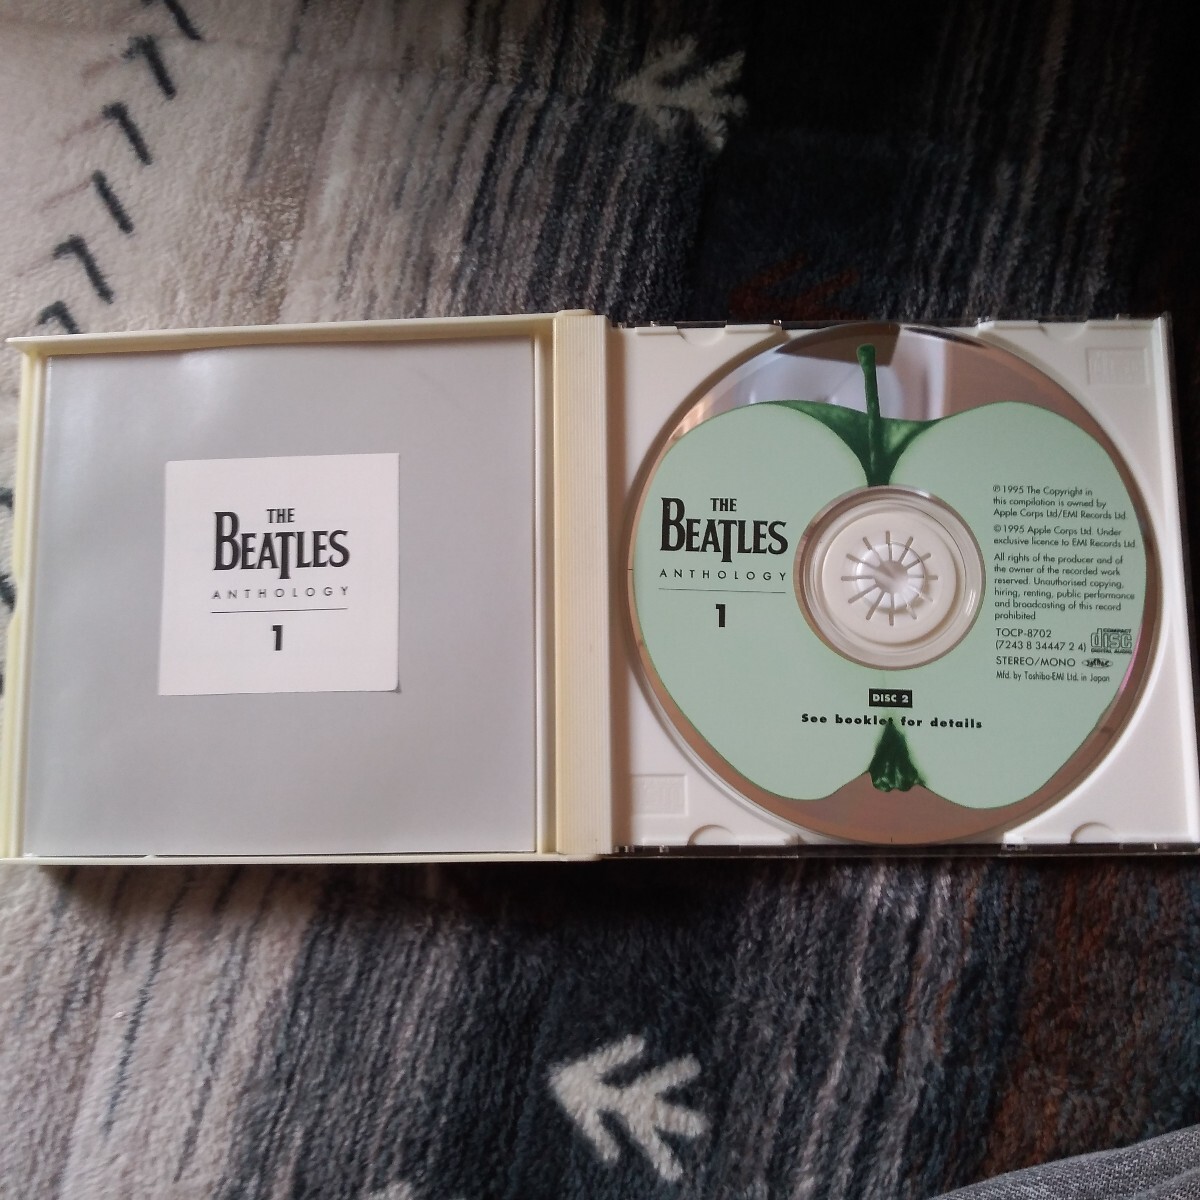 THE
BEATLES
ANTHOLOGY
1
THE
BEATLES
ANTHOLOGY
1
℗1995 The Copyright in
this compilation is owned by
Apple Corps Ltd/EMI Records Ltd.
©1995 Apple Corps Ltd. Under
exclusive licence to EMI Records Ltd.
All rights of the producer and of
the owner of the recorded work
reserved. Unauthorised copying,
hiring, renting, public performance
and broadcasting of this record
prohibited
TOCP-8702
(7243 8 34447 2 4)
COMPACT
disc
DIGITAL AUDIO
STEREO/MONO
Mfd. by Toshiba-EMI Ltd. in Japan
DISC 2
See booklet for details